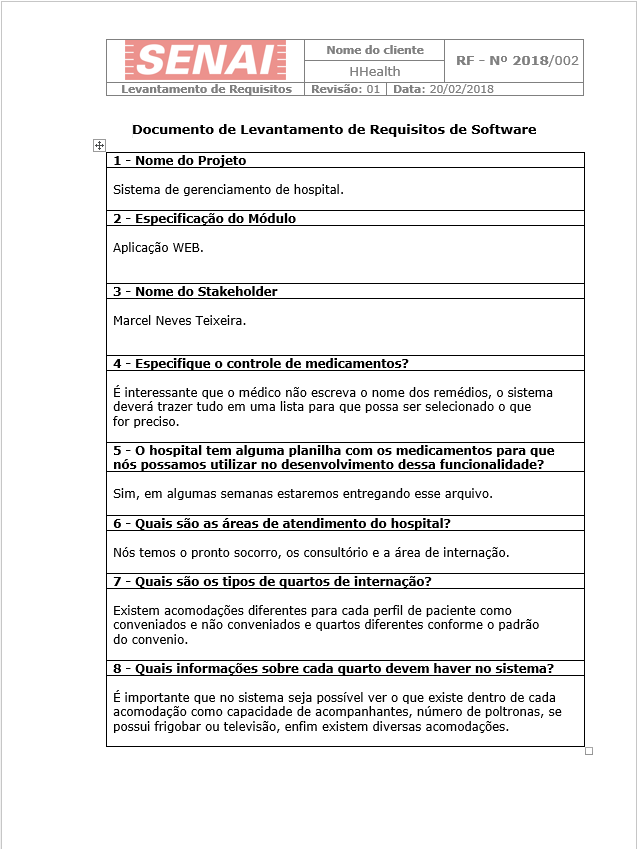 SENAI
Nome do cliente
HHealth
RF - Nº 2018/002
Levantamento de Requisitos
Revisão: 01
Data: 20/02/2018
Documento de Levantamento de Requisitos de Software
1 - Nome do Projeto
Sistema de gerenciamento de hospital.
2 - Especificação do Módulo
Aplicação WEB.
3 - Nome do Stakeholder
Marcel Neves Teixeira.
4 - Especifique o controle de medicamentos?
É interessante que o médico não escreva o nome dos remédios, o sistema
deverá trazer tudo em uma lista para que possa ser selecionado o que
for preciso.
5 - O hospital tem alguma planilha com os medicamentos para que
nós possamos utilizar no desenvolvimento dessa funcionalidade?
Sim, em algumas semanas estaremos entregando esse arquivo.
6 - Quais são as áreas de atendimento do hospital?
Nós temos o pronto socorro, os consultório e a área de internação.
7 - Quais são os tipos de quartos de internação?
Existem acomodações diferentes para cada perfil de paciente como
conveniados e não conveniados e quartos diferentes conforme o padrão
do convenio.
8 - Quais informações sobre cada quarto devem haver no sistema?
É importante que no sistema seja possível ver o que existe dentro de cada
acomodação como capacidade de acompanhantes, número de poltronas, se
possui frigobar ou televisão, enfim existem diversas acomodações.